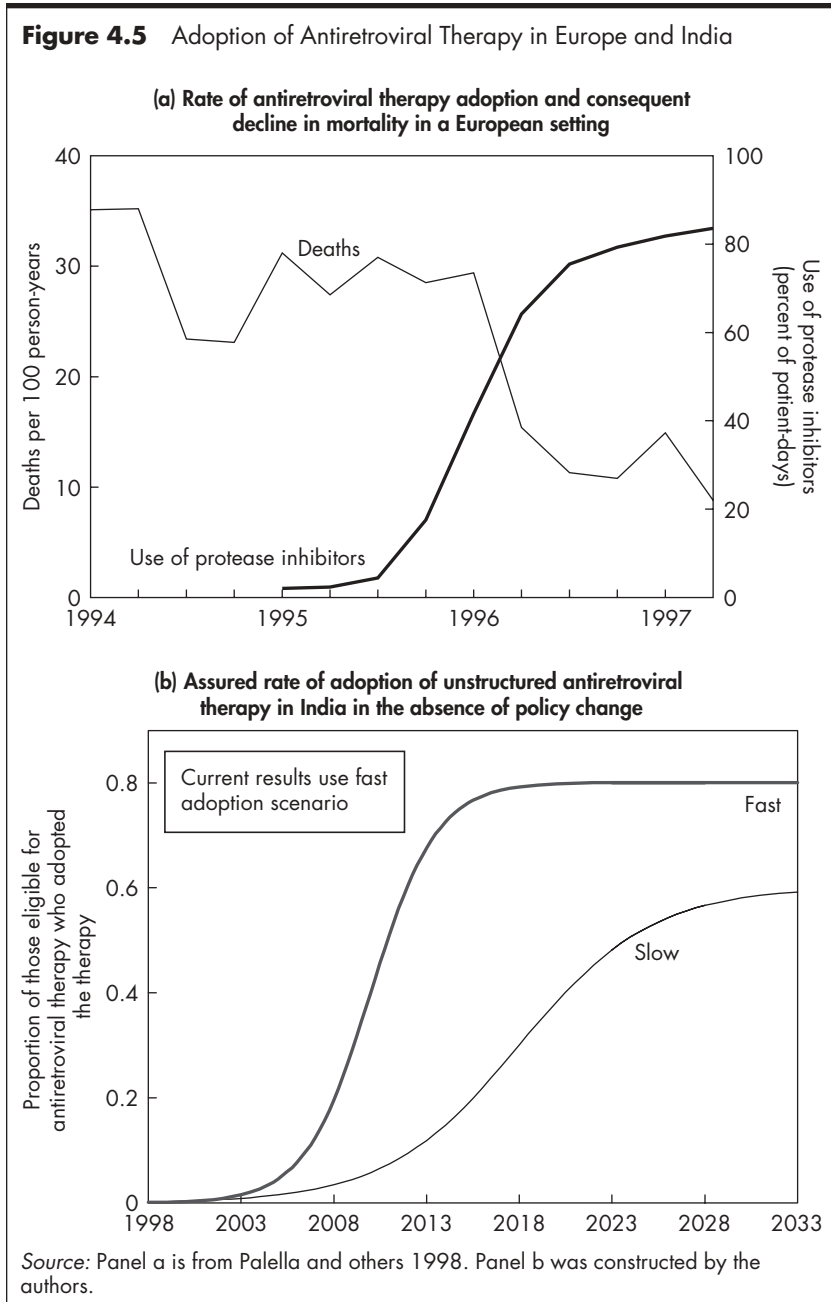 Figure 4.5 Adoption of Antiretroviral Therapy in Europe and India
(a) Rate of antiretroviral therapy adoption and consequent
decline in mortality in a European setting
Deaths per 100 person-years
40
30
20
10
0
Deaths
Use of protease inhibitors
100
80
60
40
20
0
Use of protease inhibitors
(percent of patient-days)
1994
1995
1996
1997
(b) Assured rate of adoption of unstructured antiretroviral
therapy in India in the absence of policy change
Proportion of those eligible for
antiretroviral therapy who adopted
the therapy
0.8
0.6
0.4
0.2
0
Current results use fast
adoption scenario
Fast
Slow
1998
2003
2008
2013
2018
2023
2028
2033
Source: Panel a is from Palella and others 1998. Panel b was constructed by the
authors.